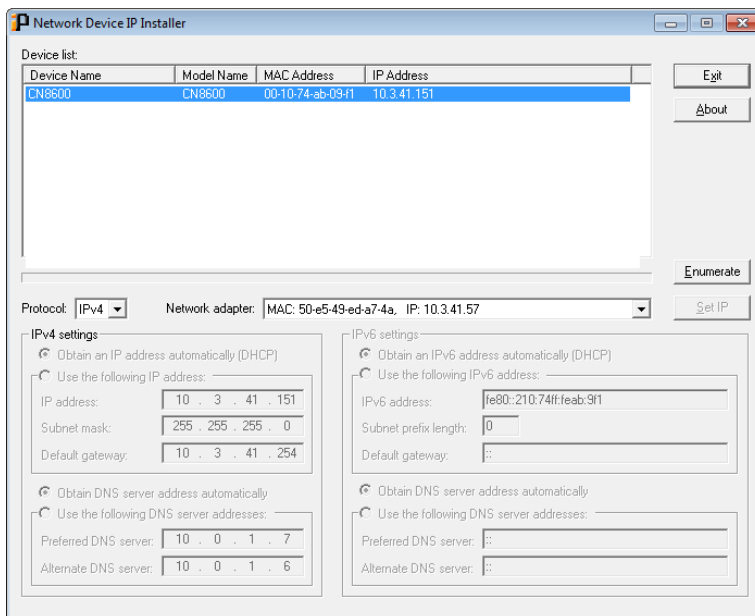 Network Device IP Installer
Device list:
Device Name Model Name MAC Address IP Address
CN8600 CN8600 00-10-74-ab-09-f1 10.3.41.151
Exit
About
Enumerate
Protocol: IPv4 Network adapter: MAC: 50-e5-49-ed-a7-4a, IP: 10.3.41.57 Set IP
IPv4 settings
Obtain an IP address automatically (DHCP)
Use the following IP address:
IP address: 10 . 3 . 41 . 151
Subnet mask: 255 . 255 . 255 . 0
Default gateway: 10 . 3 . 41 . 254
Obtain DNS server address automatically
Use the following DNS server addresses:
Preferred DNS server: 10 . 0 . 1 . 7
Alternate DNS server: 10 . 0 . 1 . 6
IPv6 settings
Obtain an IPv6 address automatically (DHCP)
Use the following IPv6 address:
IPv6 address: fe80::210:74ff:feab:9f1
Subnet prefix length: 0
Default gateway: ::
Obtain DNS server address automatically
Use the following DNS server addresses:
Preferred DNS server: ::
Alternate DNS server: ::